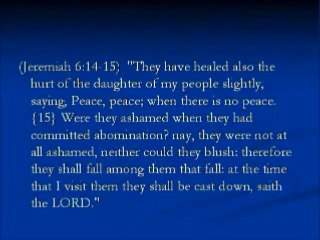 (Jeremiah 6:14-15) "They have healed also the
hurt of the daughter of my people slightly,
saying, Peace, peace; when there is no peace.
{15} Were they ashamed when they had
committed abomination? nay, they were not at
all ashamed, neither could they blush: therefore
they shall fall among them that fall: at the time
that I visit them they shall be cast down, saith
the LORD."